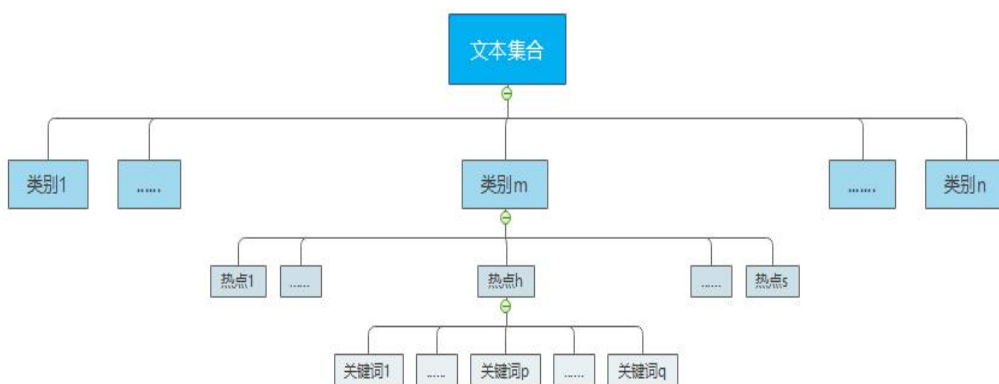 文本集合
类别1
......
类别m
.......
类别n
热点1
......
热点h
......
热点s
关键词1
......
关键词p
......
关键词q